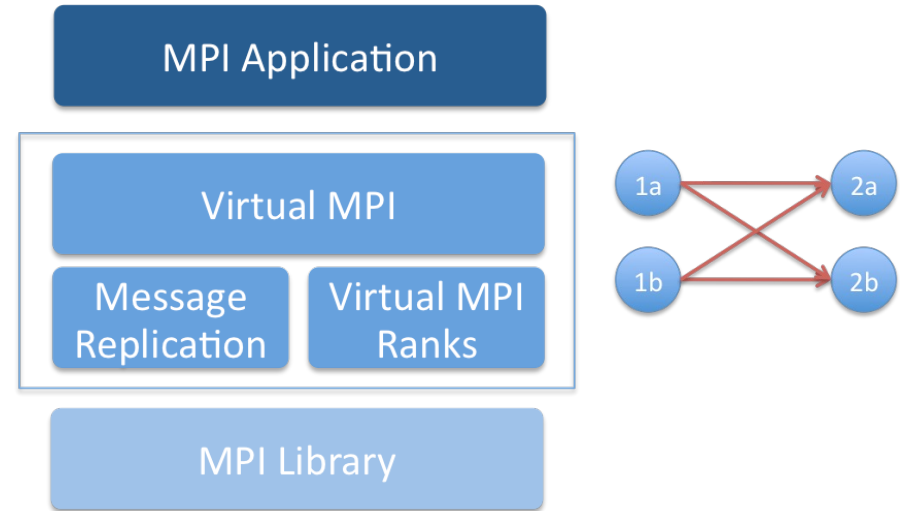 MPI Application
Virtual MPI
Message
Replication
Virtual MPI
Ranks
MPI Library
1a
2a
1b
2b